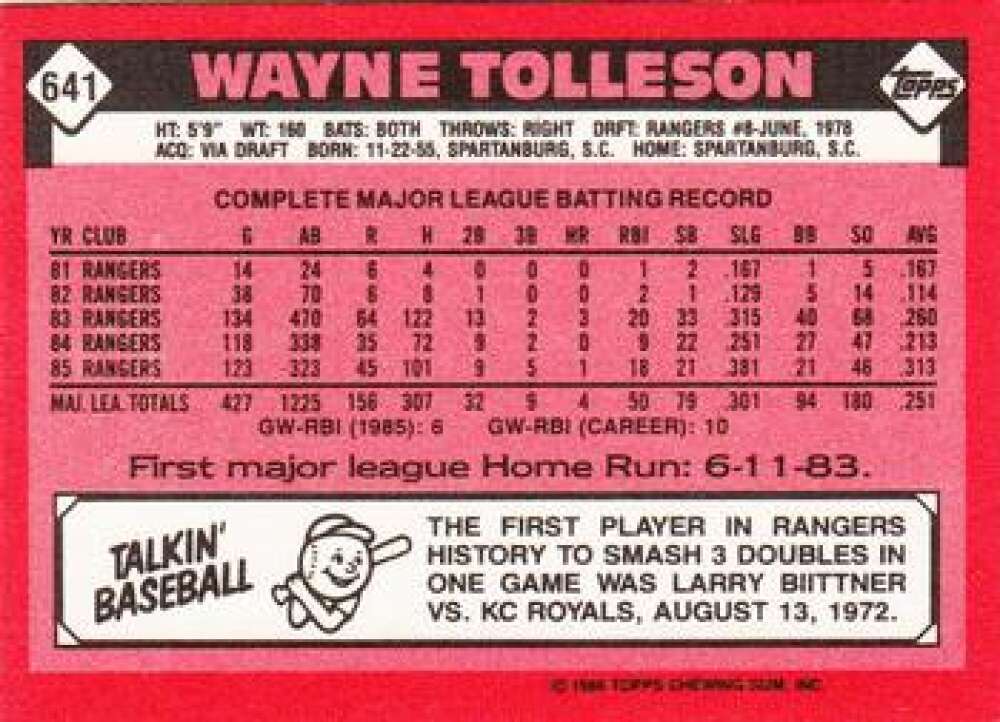 641
WAYNE TOLLESON
TOPPS
HT: 5'9" WT: 160 BATS: BOTH THROWS: RIGHT DRFT: RANGERS #8-JUNE, 1978
ACQ: VIA DRAFT BORN: 11-22-55, SPARTANBURG, S.C. HOME: SPARTANBURG, S.C.
COMPLETE MAJOR LEAGUE BATTING RECORD
YR CLUB G AB R H 2B 3B HR RBI SB SLG BB SO AVG
81 RANGERS 14 24 6 4 0 0 0 1 2 .167 1 5 .167
82 RANGERS 38 70 6 8 1 0 0 2 1 .129 5 14 .114
83 RANGERS 134 470 64 122 13 2 3 20 33 .315 40 68 .260
84 RANGERS 118 338 35 72 9 2 0 9 22 .251 27 47 .213
85 RANGERS 123 323 45 101 9 5 1 18 21 .381 21 46 .313
MAJ. LEA. TOTALS 427 1225 156 307 32 9 4 50 79 .301 94 180 .251
GW-RBI (1985): 6 GW-RBI (CAREER): 10
First major league Home Run: 6-11-83.
TALKIN'
BASEBALL
THE FIRST PLAYER IN RANGERS
HISTORY TO SMASH 3 DOUBLES IN
ONE GAME WAS LARRY BIITTNER
VS. KC ROYALS, AUGUST 13, 1972.
© 1986 TOPPS CHEWING GUM, INC.